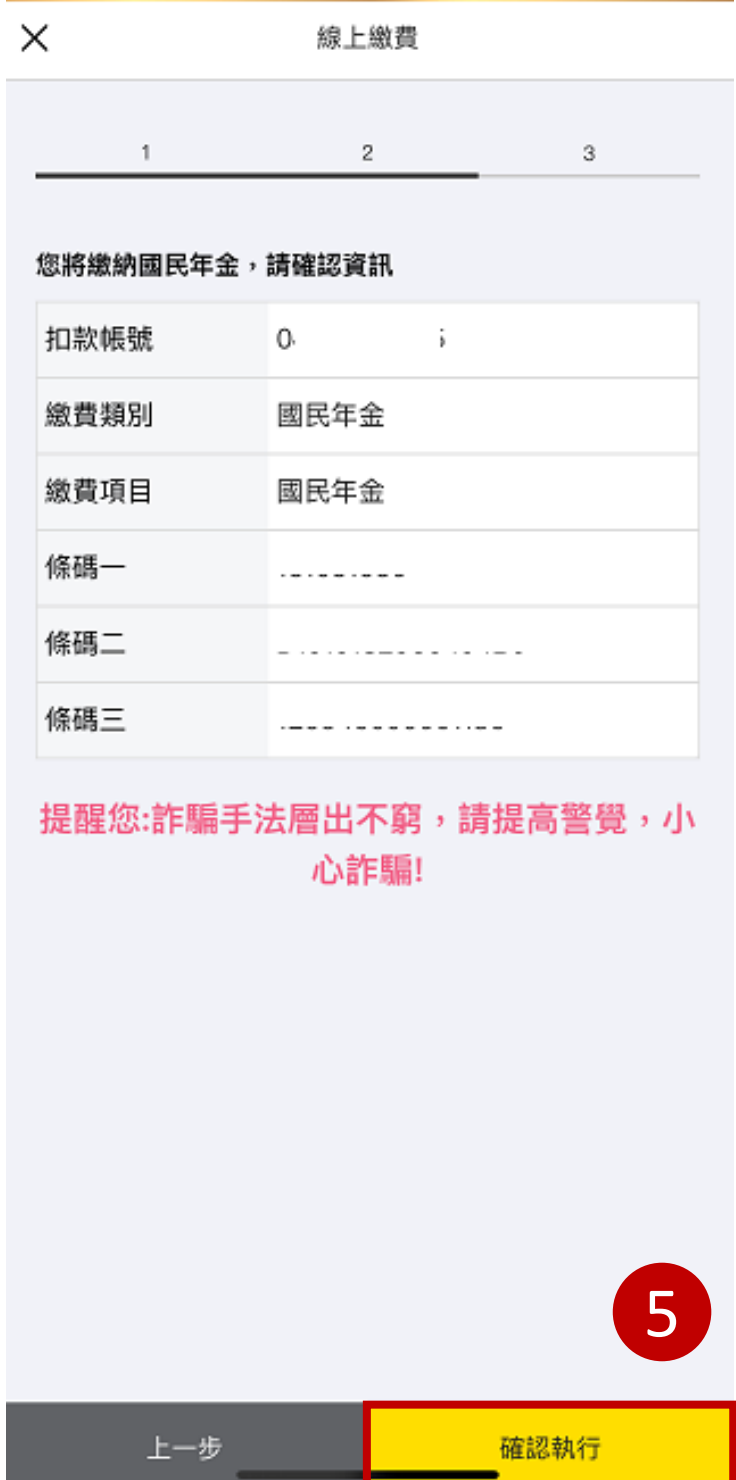 線上繳費
1 2 3
您將繳納國民年金，請確認資訊
扣款帳號
繳費類別 國民年金
繳費項目 國民年金
條碼一
條碼二
條碼三
提醒您:詐騙手法層出不窮，請提高警覺，小
心詐騙!
5
上一步 確認執行